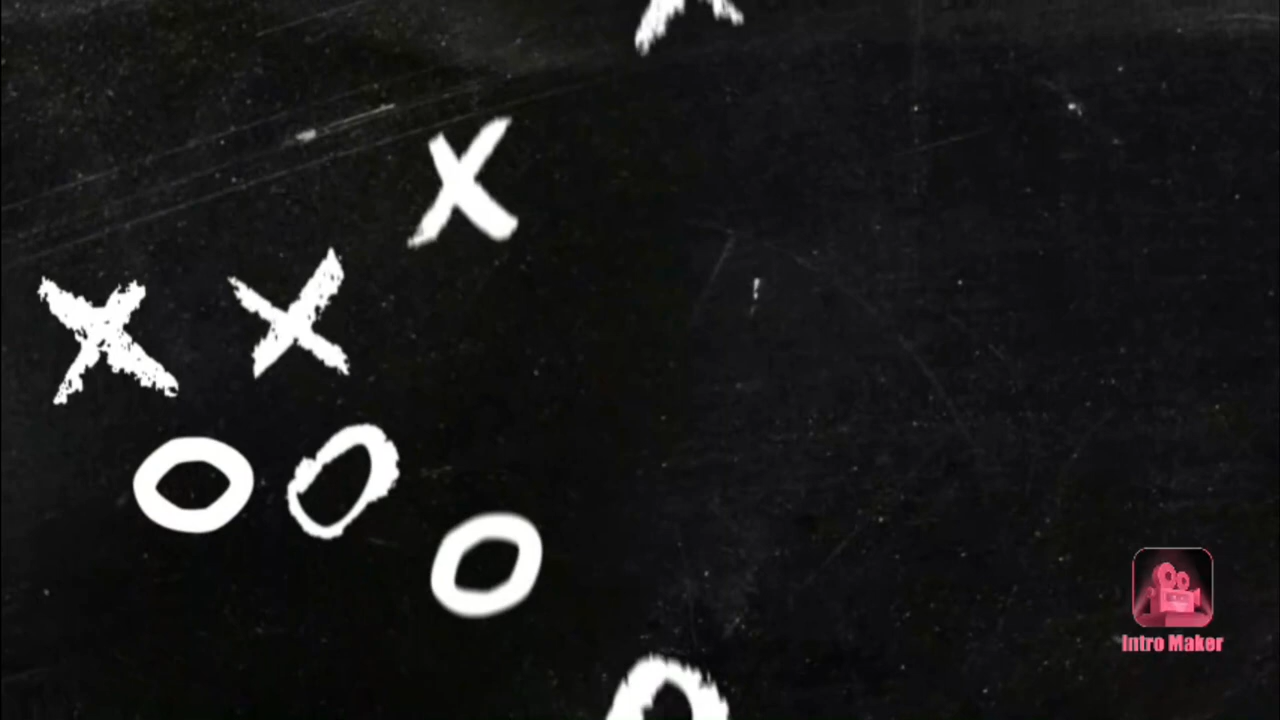 X
X X
O O
O
Intro Maker